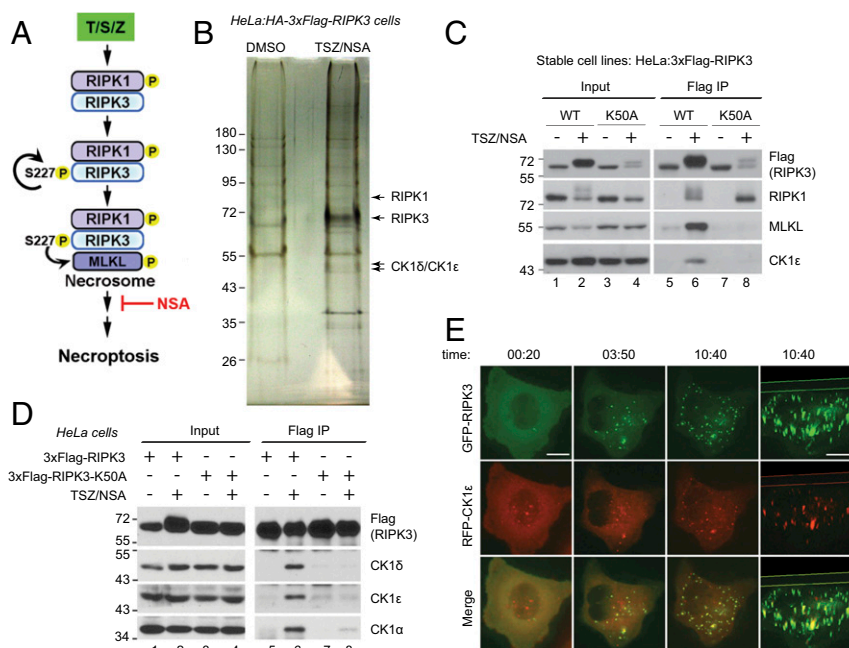 A
T/S/Z
RIPK1 P
RIPK3
RIPK1 P
S227 P RIPK3
RIPK1 P
S227 P RIPK3
MLKL P
Necrosome
NSA
Necroptosis
B
HeLa:HA-3xFlag-RIPK3 cells
DMSO TSZ/NSA
180
130
95
72
55
43
35
26
RIPK1
RIPK3
CK1δ/CK1ε
C
Stable cell lines: HeLa:3xFlag-RIPK3
Input Flag IP
WT K50A WT K50A
TSZ/NSA - + - + - + - +
72
55
Flag
(RIPK3)
72
RIPK1
55
MLKL
43
CK1ε
1 2 3 4 5 6 7 8
D
HeLa cells Input Flag IP
3xFlag-RIPK3 + + - - + + - -
3xFlag-RIPK3-K50A - - + + - - + +
TSZ/NSA - + - + - + - +
72
55
Flag
(RIPK3)
55
43
CK1δ
43
CK1ε
34
CK1α
E
time: 00:20 03:50 10:40 10:40
GFP-RIPK3
RFP-CK1ε
Merge